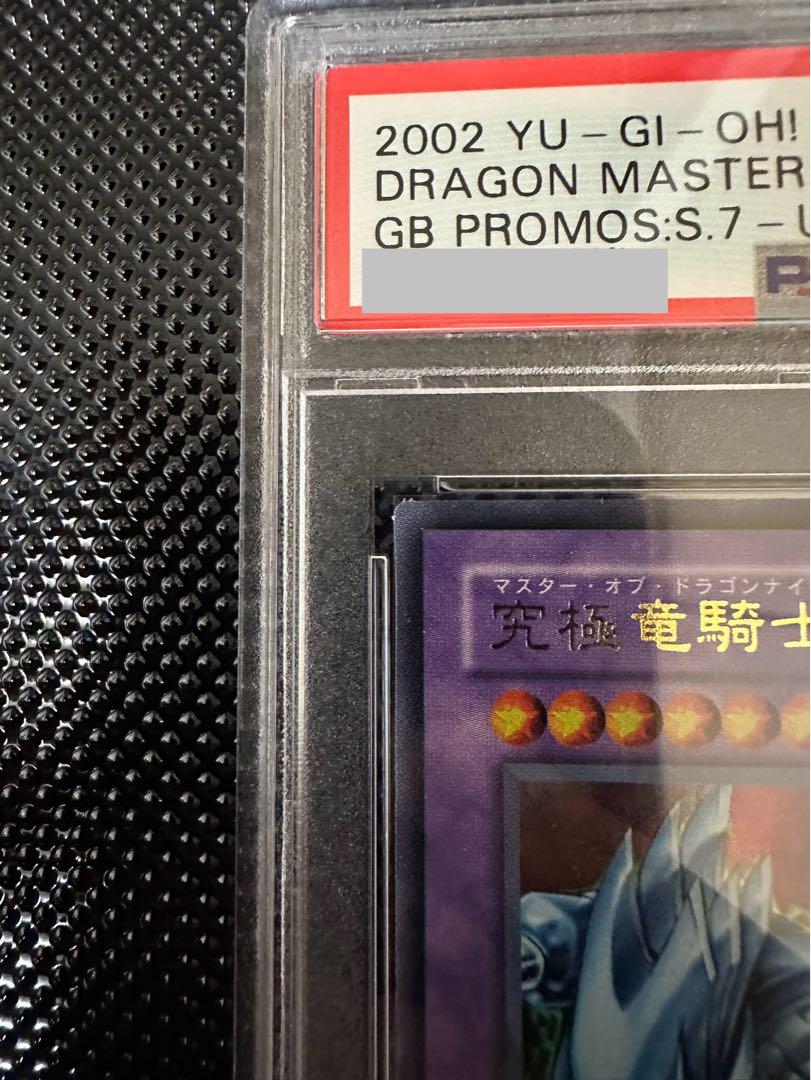 2002 YU-GI-OH!
DRAGON MASTER
GB PROMOS:S.7-U
マスター・オブ・ドラゴンナイ
究極竜騎士